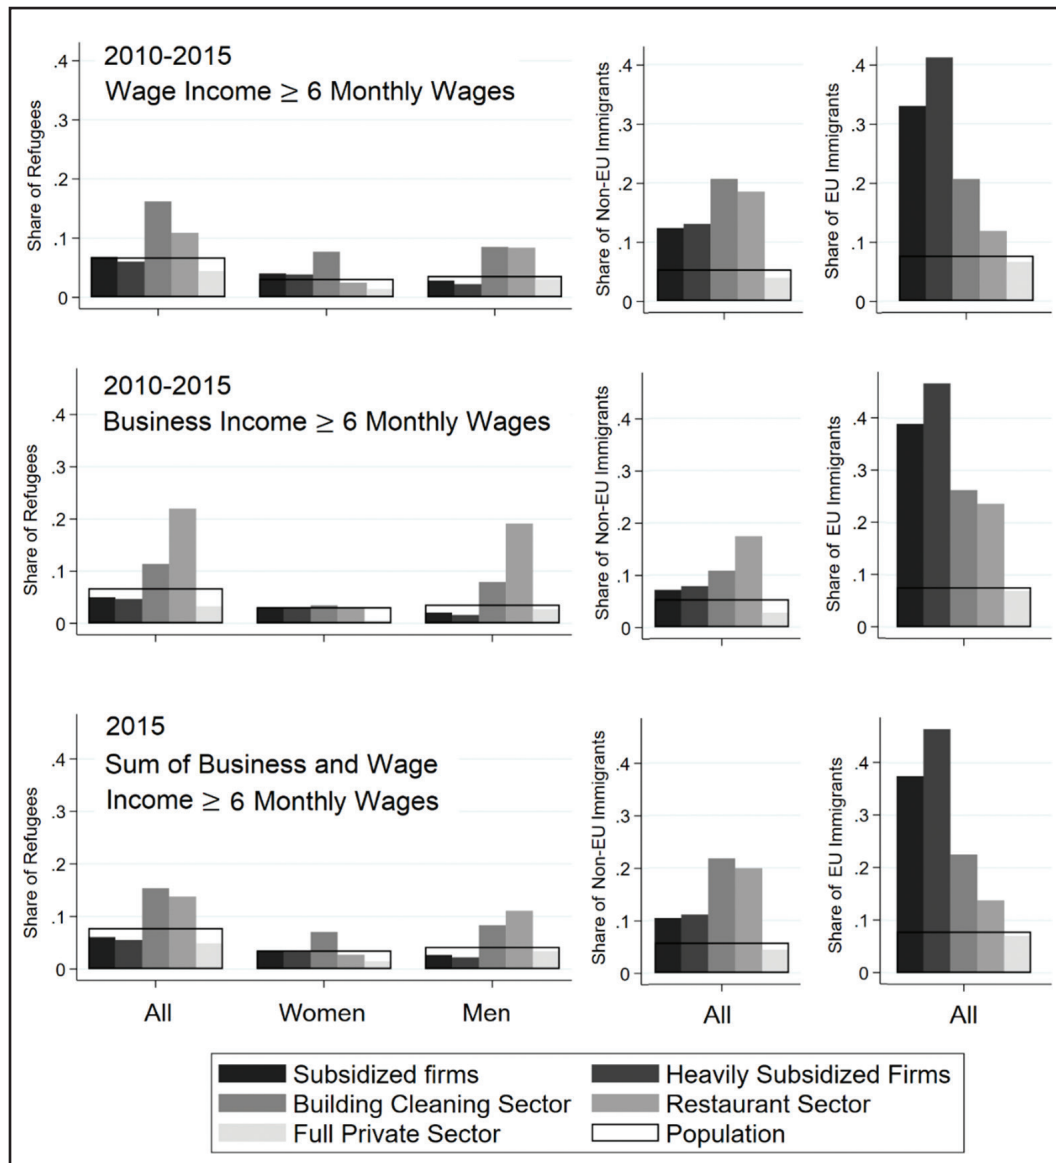 2010-2015
Wage Income ≥ 6 Monthly Wages
Share of Refugees
.4
.3
.2
.1
0
Share of Non-EU Immigrants
.4
.3
.2
.1
0
Share of EU Immigrants
.4
.3
.2
.1
0
2010-2015
Business Income ≥ 6 Monthly Wages
Share of Refugees
.4
.3
.2
.1
0
Share of Non-EU Immigrants
.4
.3
.2
.1
0
Share of EU Immigrants
.4
.3
.2
.1
0
2015
Sum of Business and Wage
Income ≥ 6 Monthly Wages
Share of Refugees
.4
.3
.2
.1
0
Share of Non-EU Immigrants
.4
.3
.2
.1
0
Share of EU Immigrants
.4
.3
.2
.1
0
All Women Men All All
Subsidized firms Heavily Subsidized Firms
Building Cleaning Sector Restaurant Sector
Full Private Sector Population